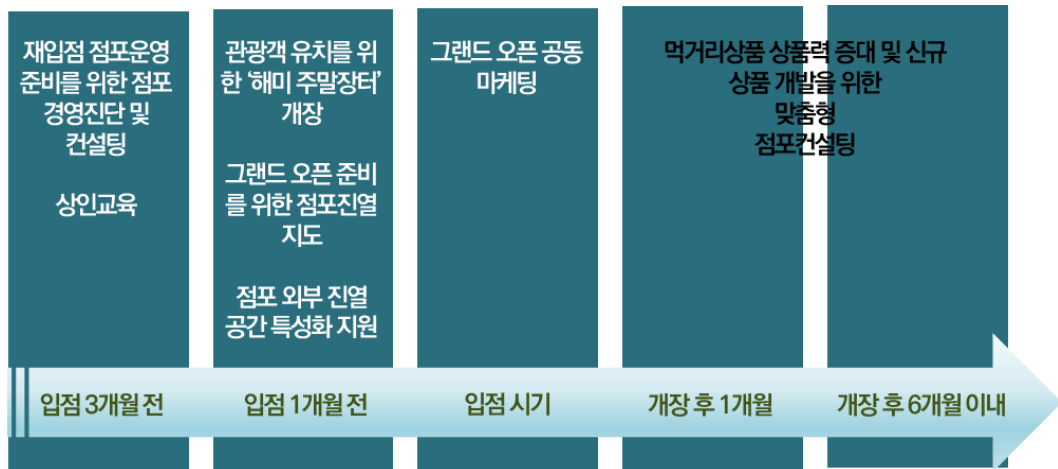 재입점 점포운영
준비를 위한 점포
경영진단 및
컨설팅
상인교육
관광객 유치를 위
한 ‘해미 주말장터’
개장
그랜드 오픈 준비
를 위한 점포진열
지도
점포 외부 진열
공간 특성화 지원
그랜드 오픈 공동
마케팅
먹거리상품 상품력 증대 및 신규
상품 개발을 위한
맞춤형
점포컨설팅
입점 3개월 전
입점 1개월 전
입점 시기
개장 후 1개월
개장 후 6개월 이내